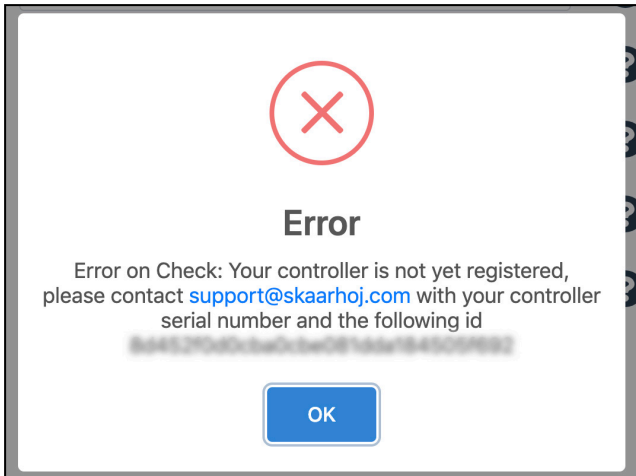 Error
Error on Check: Your controller is not yet registered,
please contact support@skaarhoj.com with your controller
serial number and the following id
OK